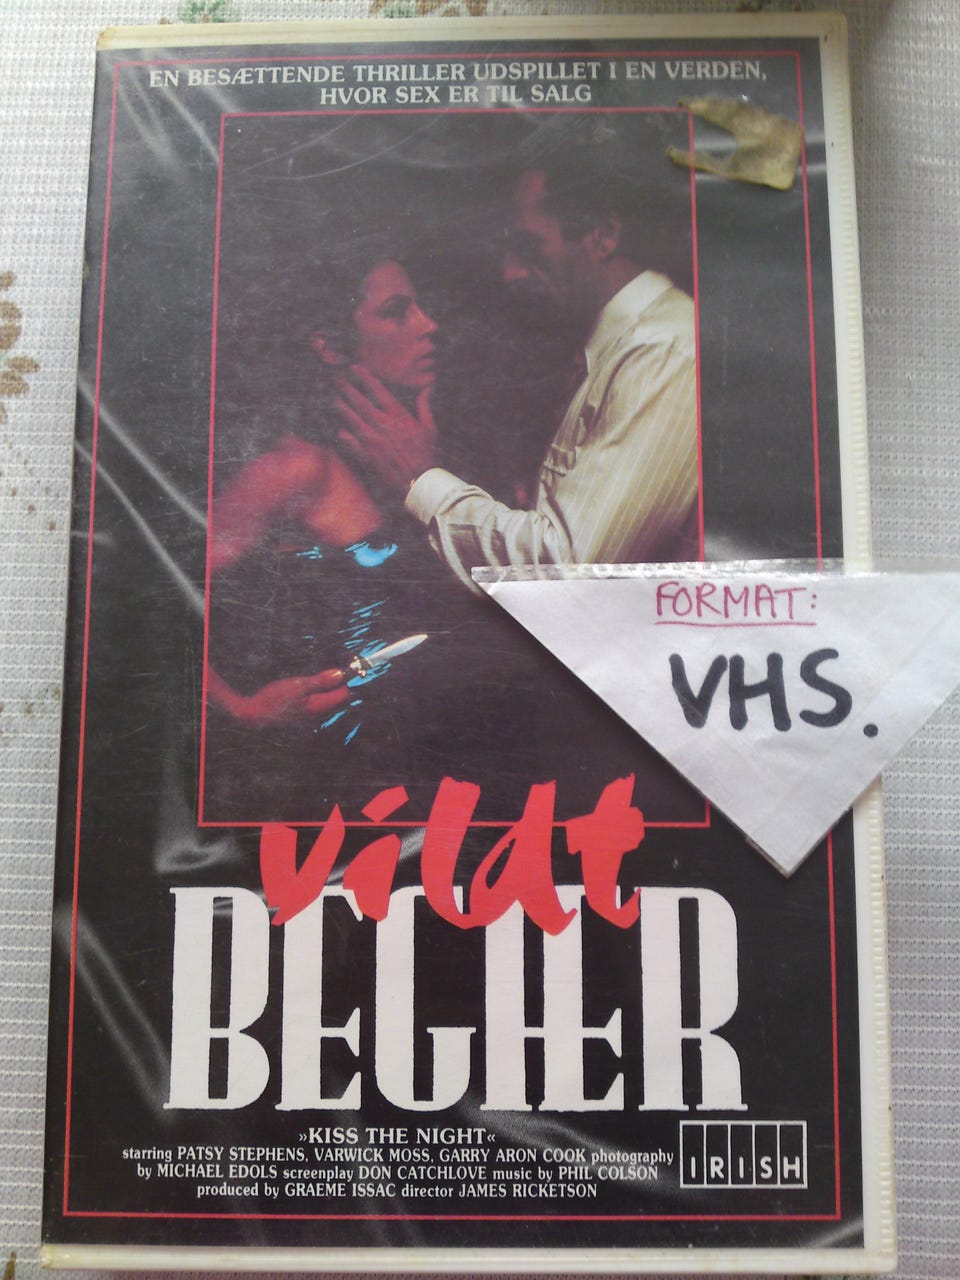 EN BESÆTTENDE THRILLER UDSPILLET I EN VERDEN,
HVOR SEX ER TIL SALG
FORMAT:
VHS.
vildt
BEGÆR
»KISS THE NIGHT«
starring PATSY STEPHENS, VARWICK MOSS, GARRY ARON COOK photography
by MICHAEL EDOLS screenplay DON CATCHLOVE music by PHIL COLSON
produced by GRAEME ISSAC director JAMES RICKETSON
IRISH